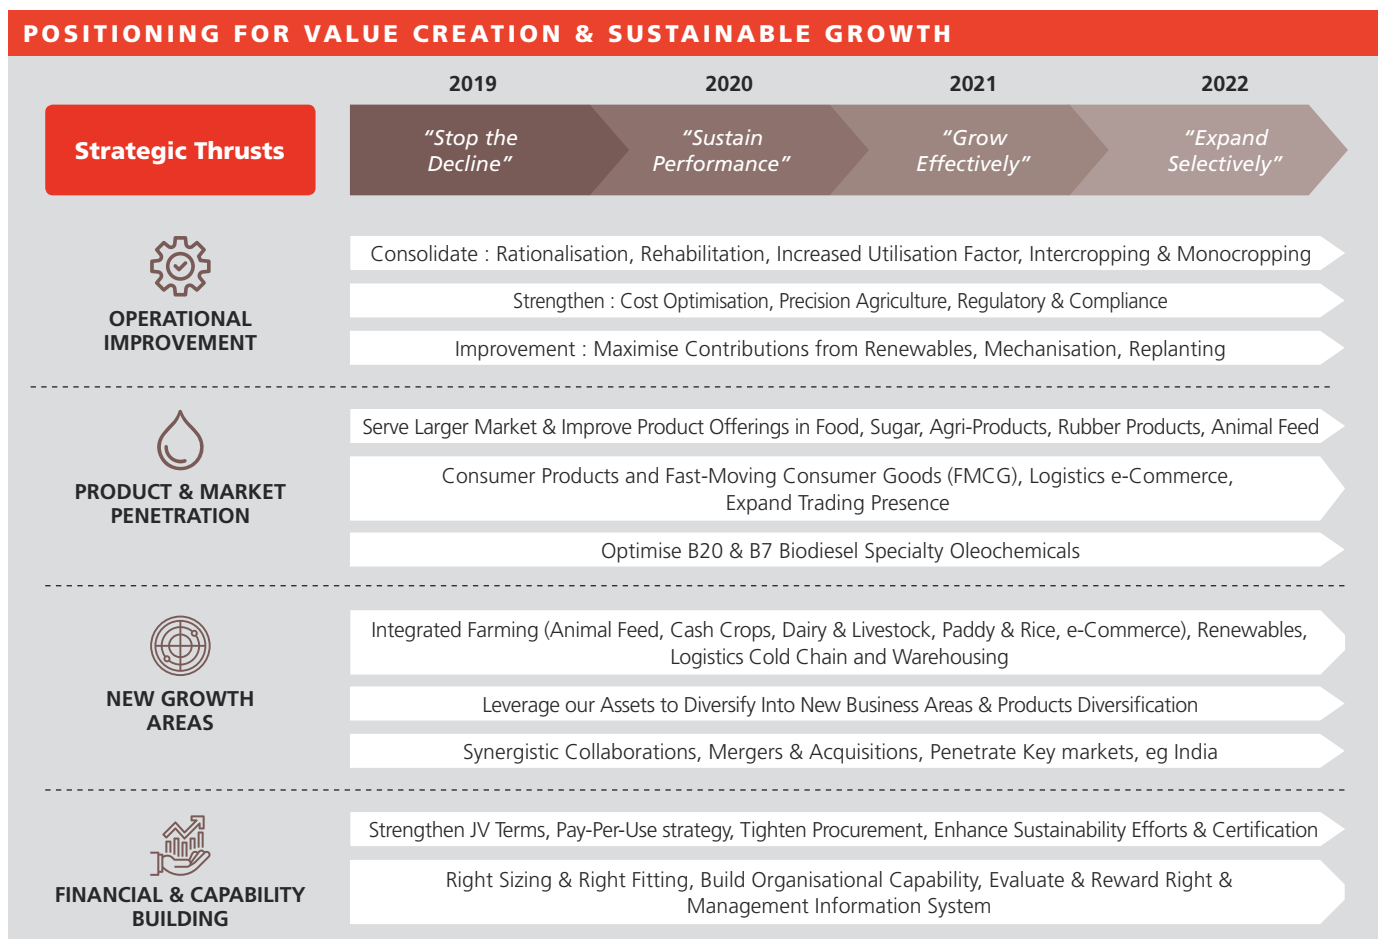 POSITIONING FOR VALUE CREATION & SUSTAINABLE GROWTH
2019
2020
2021
2022
Strategic Thrusts
“Stop the
Decline”
“Sustain
Performance”
“Grow
Effectively”
“Expand
Selectively”
OPERATIONAL
IMPROVEMENT
Consolidate : Rationalisation, Rehabilitation, Increased Utilisation Factor, Intercropping & Monocropping
Strengthen : Cost Optimisation, Precision Agriculture, Regulatory & Compliance
Improvement : Maximise Contributions from Renewables, Mechanisation, Replanting
PRODUCT & MARKET
PENETRATION
Serve Larger Market & Improve Product Offerings in Food, Sugar, Agri-Products, Rubber Products, Animal Feed
Consumer Products and Fast-Moving Consumer Goods (FMCG), Logistics e-Commerce,
Expand Trading Presence
Optimise B20 & B7 Biodiesel Specialty Oleochemicals
NEW GROWTH
AREAS
Integrated Farming (Animal Feed, Cash Crops, Dairy & Livestock, Paddy & Rice, e-Commerce), Renewables,
Logistics Cold Chain and Warehousing
Leverage our Assets to Diversify Into New Business Areas & Products Diversification
Synergistic Collaborations, Mergers & Acquisitions, Penetrate Key markets, eg India
FINANCIAL & CAPABILITY
BUILDING
Strengthen JV Terms, Pay-Per-Use strategy, Tighten Procurement, Enhance Sustainability Efforts & Certification
Right Sizing & Right Fitting, Build Organisational Capability, Evaluate & Reward Right &
Management Information System